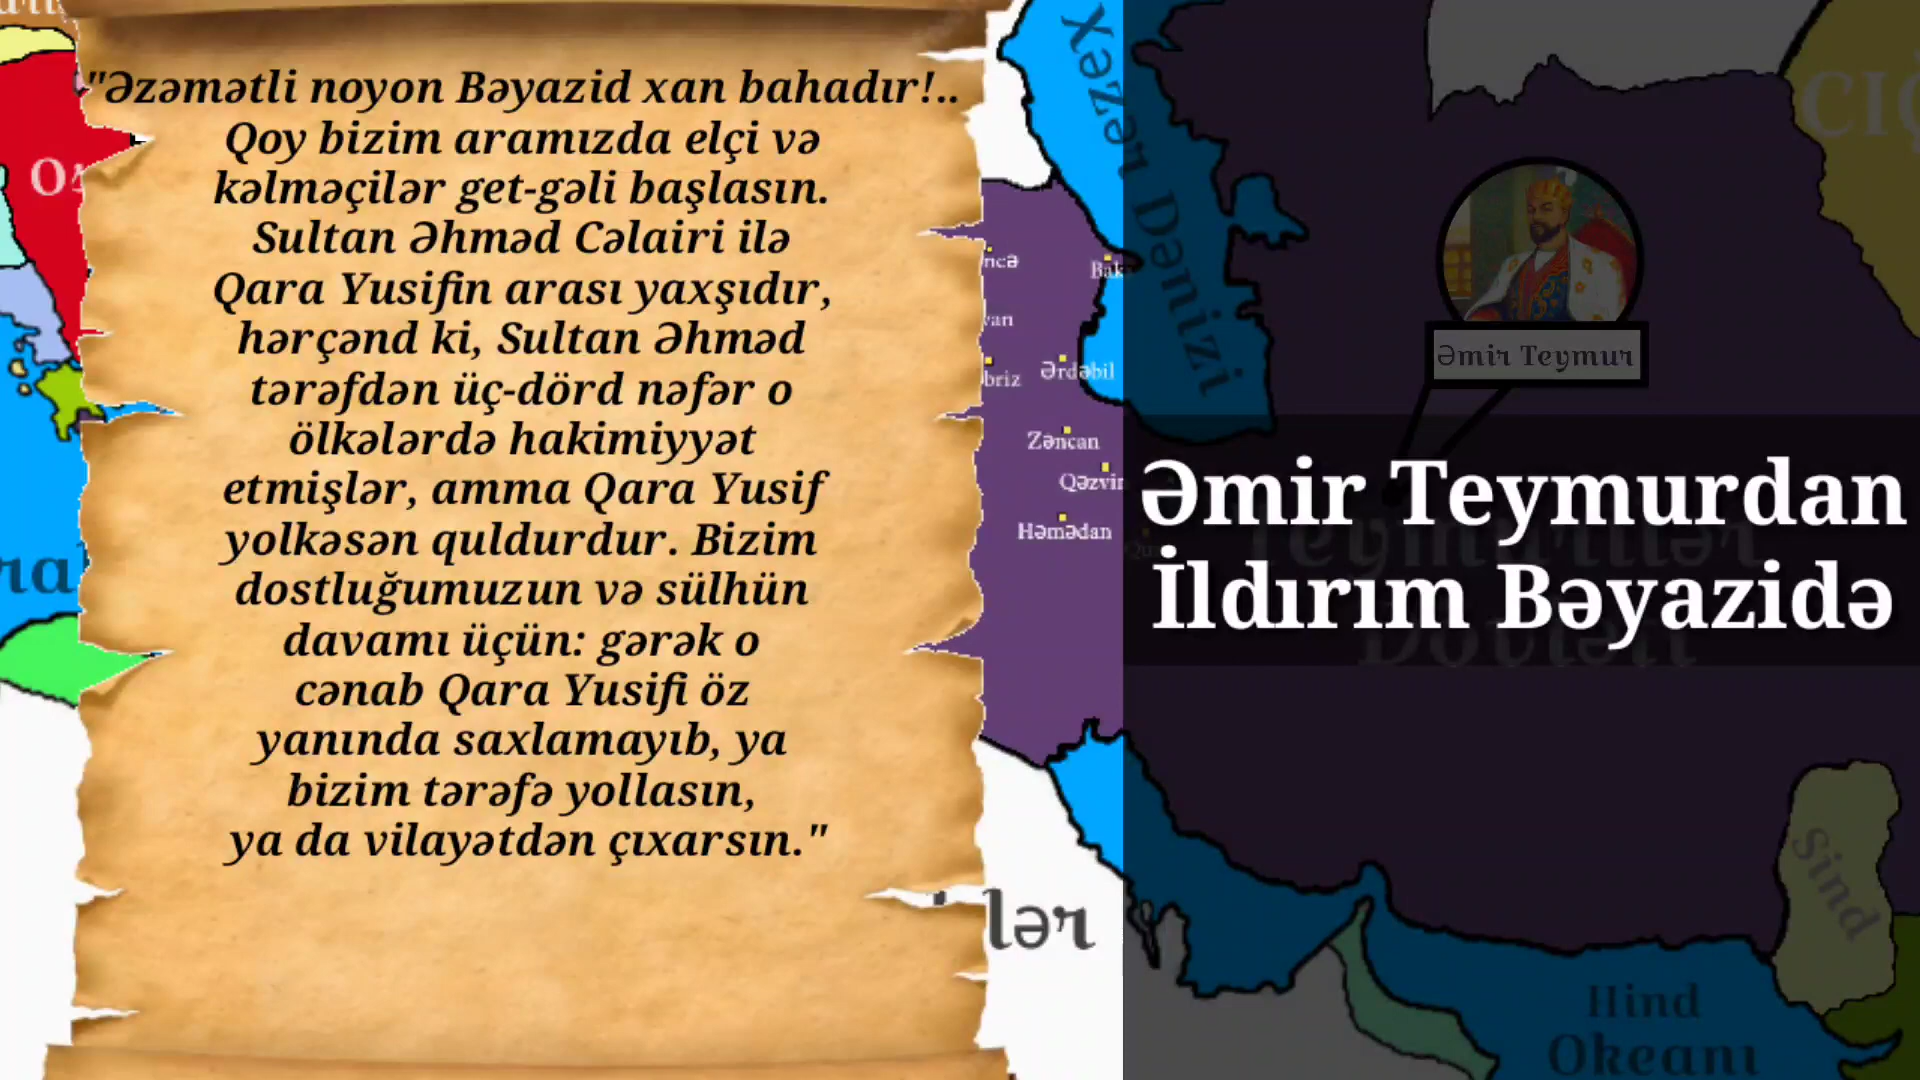 "Əzəmətli noyon Bəyazid xan bahadır!..
Qoy bizim aramızda elçi və
kəlməçilər get-gəli başlasın.
Sultan Əhməd Cəlairi ilə
Qara Yusifin arası yaxşıdır,
hərçənd ki, Sultan Əhməd
tərəfdən üç-dörd nəfər o
ölkələrdə hakimiyyət
etmişlər, amma Qara Yusif
yolkəsən quldurdur. Bizim
dostluğumuzun və sülhün
davamı üçün: gərək o
cənab Qara Yusifi öz
yanında saxlamayıb, ya
bizim tərəfə yollasın,
ya da vilayətdən çıxarsın."
Əmir Teymurdan
İldırım Bəyazidə
Əmir Teymur
Xəzər Dənizi
Ərdəbil
Zəncan
Qəzvin
Həmədan
Sind
Hind
Okeanı